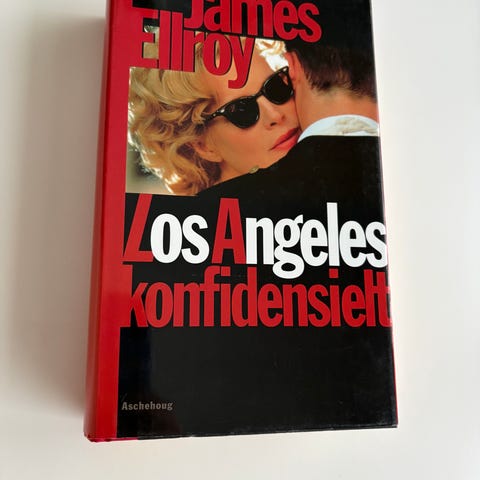 James
Ellroy
Los Angeles
konfidensielt
Aschehoug